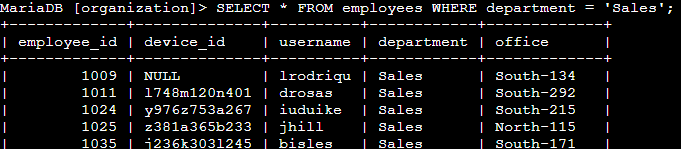 MariaDB [organization]> SELECT * FROM employees WHERE department = 'Sales';
+-------------+--------------+----------+------------+-----------+
| employee_id | device_id    | username | department | office    |
+-------------+--------------+----------+------------+-----------+
|        1009 | NULL         | lrodriqu | Sales      | South-134 |
|        1011 | l748m120n401 | drosas   | Sales      | South-292 |
|        1024 | y976z753a267 | iuduike  | Sales      | South-215 |
|        1025 | z381a365b233 | jhill    | Sales      | North-115 |
|        1035 | j236k303l245 | bisles   | Sales      | South-171 |